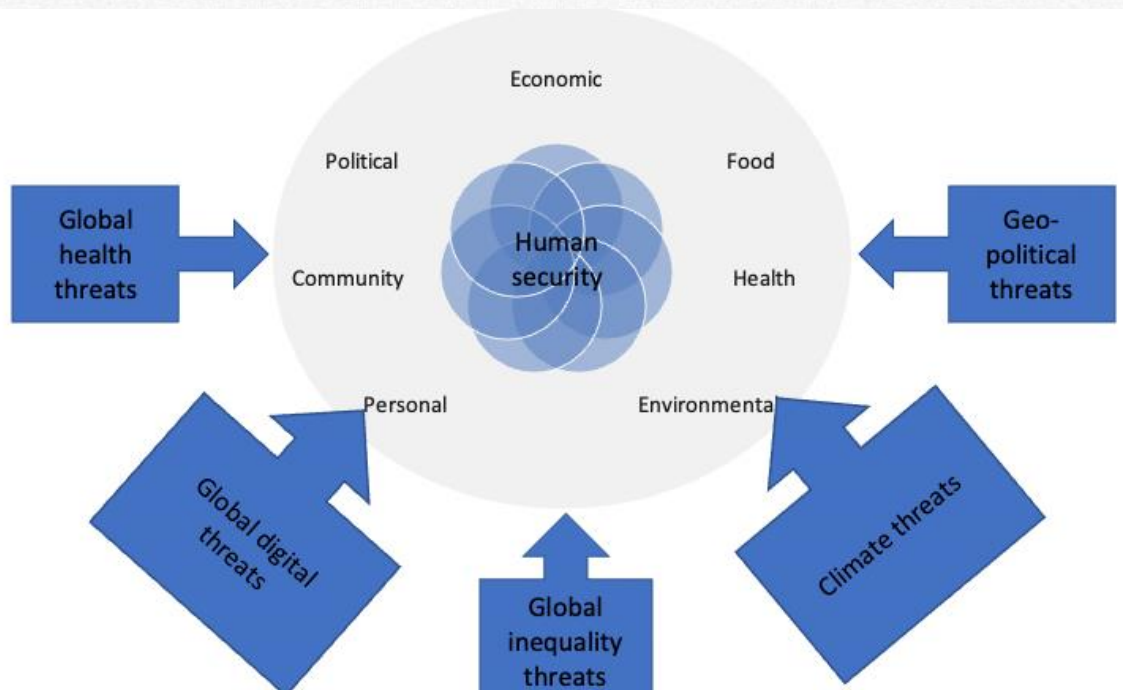 Economic
Political
Food
Global
health
threats
Human
security
Geo-
political
threats
Community
Health
Personal
Environmental
Global digital
threats
Climate threats
Global
inequality
threats